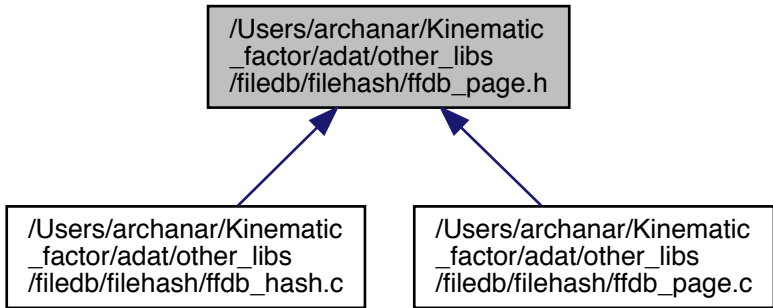 /Users/archanar/Kinematic
_factor/adat/other_libs
/filedb/filehash/ffdb_page.h
/Users/archanar/Kinematic
_factor/adat/other_libs
/filedb/filehash/ffdb_hash.c
/Users/archanar/Kinematic
_factor/adat/other_libs
/filedb/filehash/ffdb_page.c